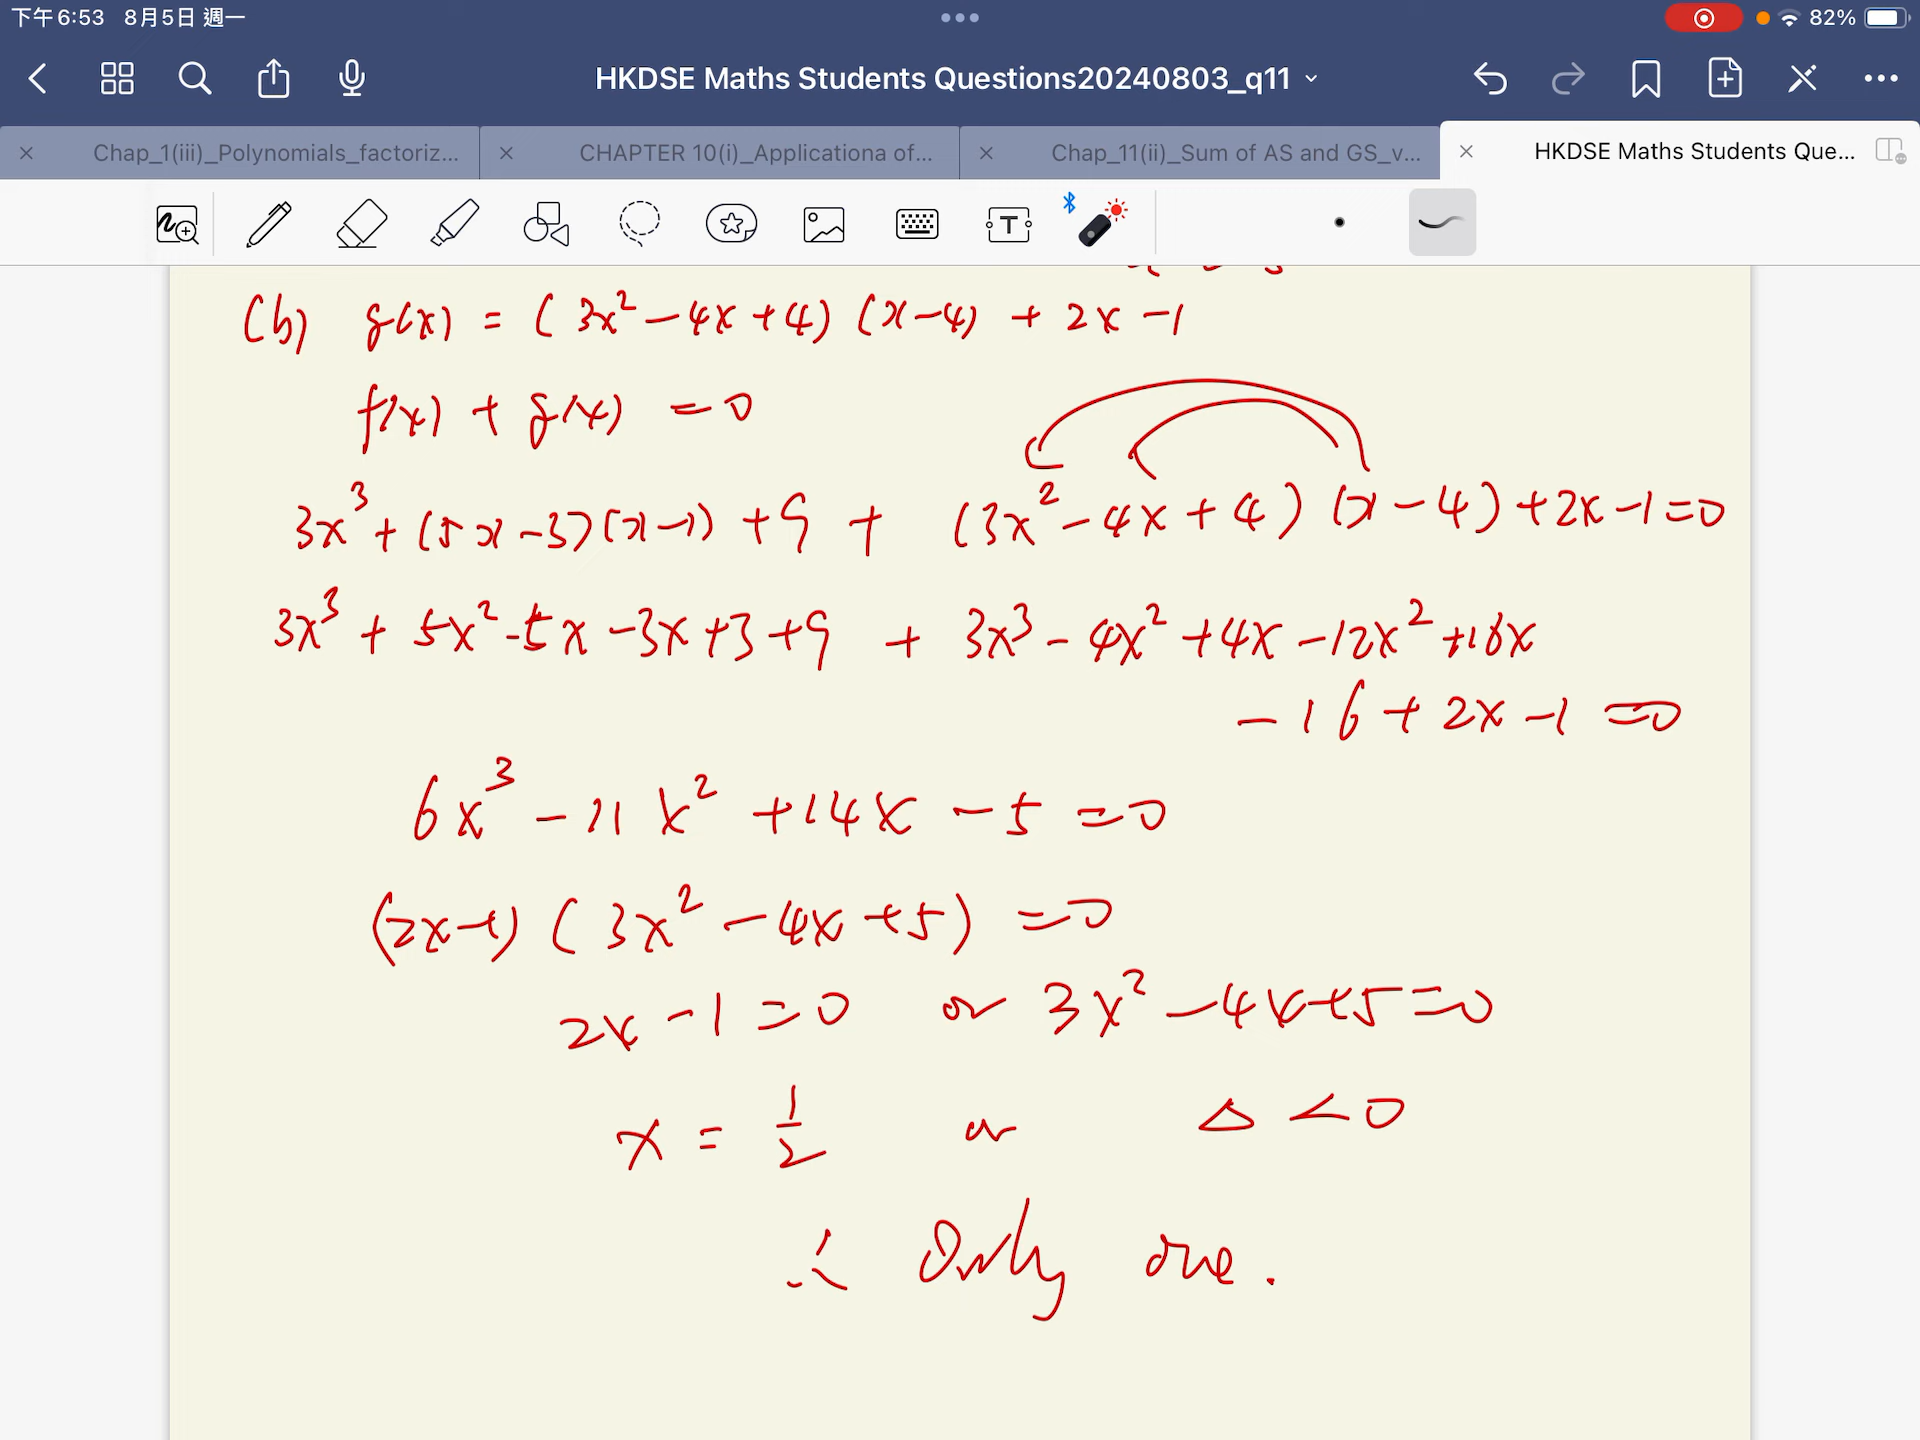 下午6:53 8月5日 週一
82%
HKDSE Maths Students Questions20240803_q11
Chap_1(iii)_Polynomials_factoriz...
CHAPTER 10(i)_Applicationa of...
Chap_11(ii)_Sum of AS and GS_v...
HKDSE Maths Students Que...
T
(b) g(x) = (3x² - 4x + 4) (x - 4) + 2x - 1
f(x) + g(x) = 0
3x³ + (5x - 3)(x - 1) + 9 + (3x² - 4x + 4) (x - 4) + 2x - 1 = 0
3x³ + 5x² - 5x - 3x + 3 + 9 + 3x³ - 4x² + 4x - 12x² + 16x
- 16 + 2x - 1 = 0
6x³ - 11x² + 14x - 5 = 0
(2x - 1) (3x² - 4x + 5) = 0
2x - 1 = 0 or 3x² - 4x + 5 = 0
x = 1/2 or Δ < 0
∴ Only one.